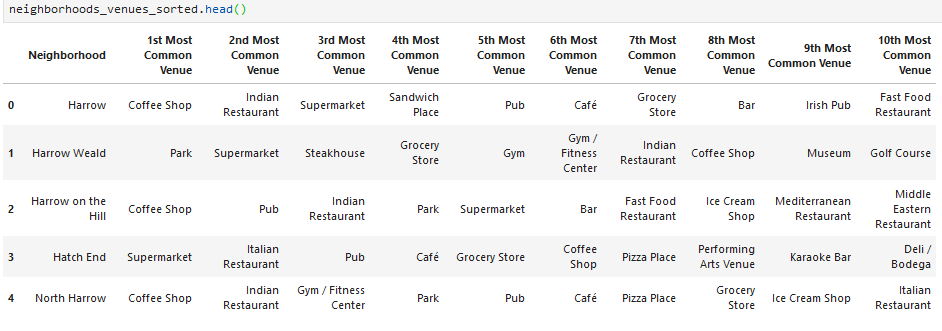 neighborhoods_venues_sorted.head()
Neighborhood 1st Most Common Venue 2nd Most Common Venue 3rd Most Common Venue 4th Most Common Venue 5th Most Common Venue 6th Most Common Venue 7th Most Common Venue 8th Most Common Venue 9th Most Common Venue 10th Most Common Venue
0 Harrow Coffee Shop Indian Restaurant Supermarket Sandwich Place Pub Café Grocery Store Bar Irish Pub Fast Food Restaurant
1 Harrow Weald Park Supermarket Steakhouse Grocery Store Gym Gym / Fitness Center Indian Restaurant Coffee Shop Museum Golf Course
2 Harrow on the Hill Coffee Shop Pub Indian Restaurant Park Supermarket Bar Fast Food Restaurant Ice Cream Shop Mediterranean Restaurant Middle Eastern Restaurant
3 Hatch End Supermarket Italian Restaurant Pub Café Grocery Store Coffee Shop Pizza Place Performing Arts Venue Karaoke Bar Deli / Bodega
4 North Harrow Coffee Shop Indian Restaurant Gym / Fitness Center Park Pub Café Pizza Place Grocery Store Ice Cream Shop Italian Restaurant